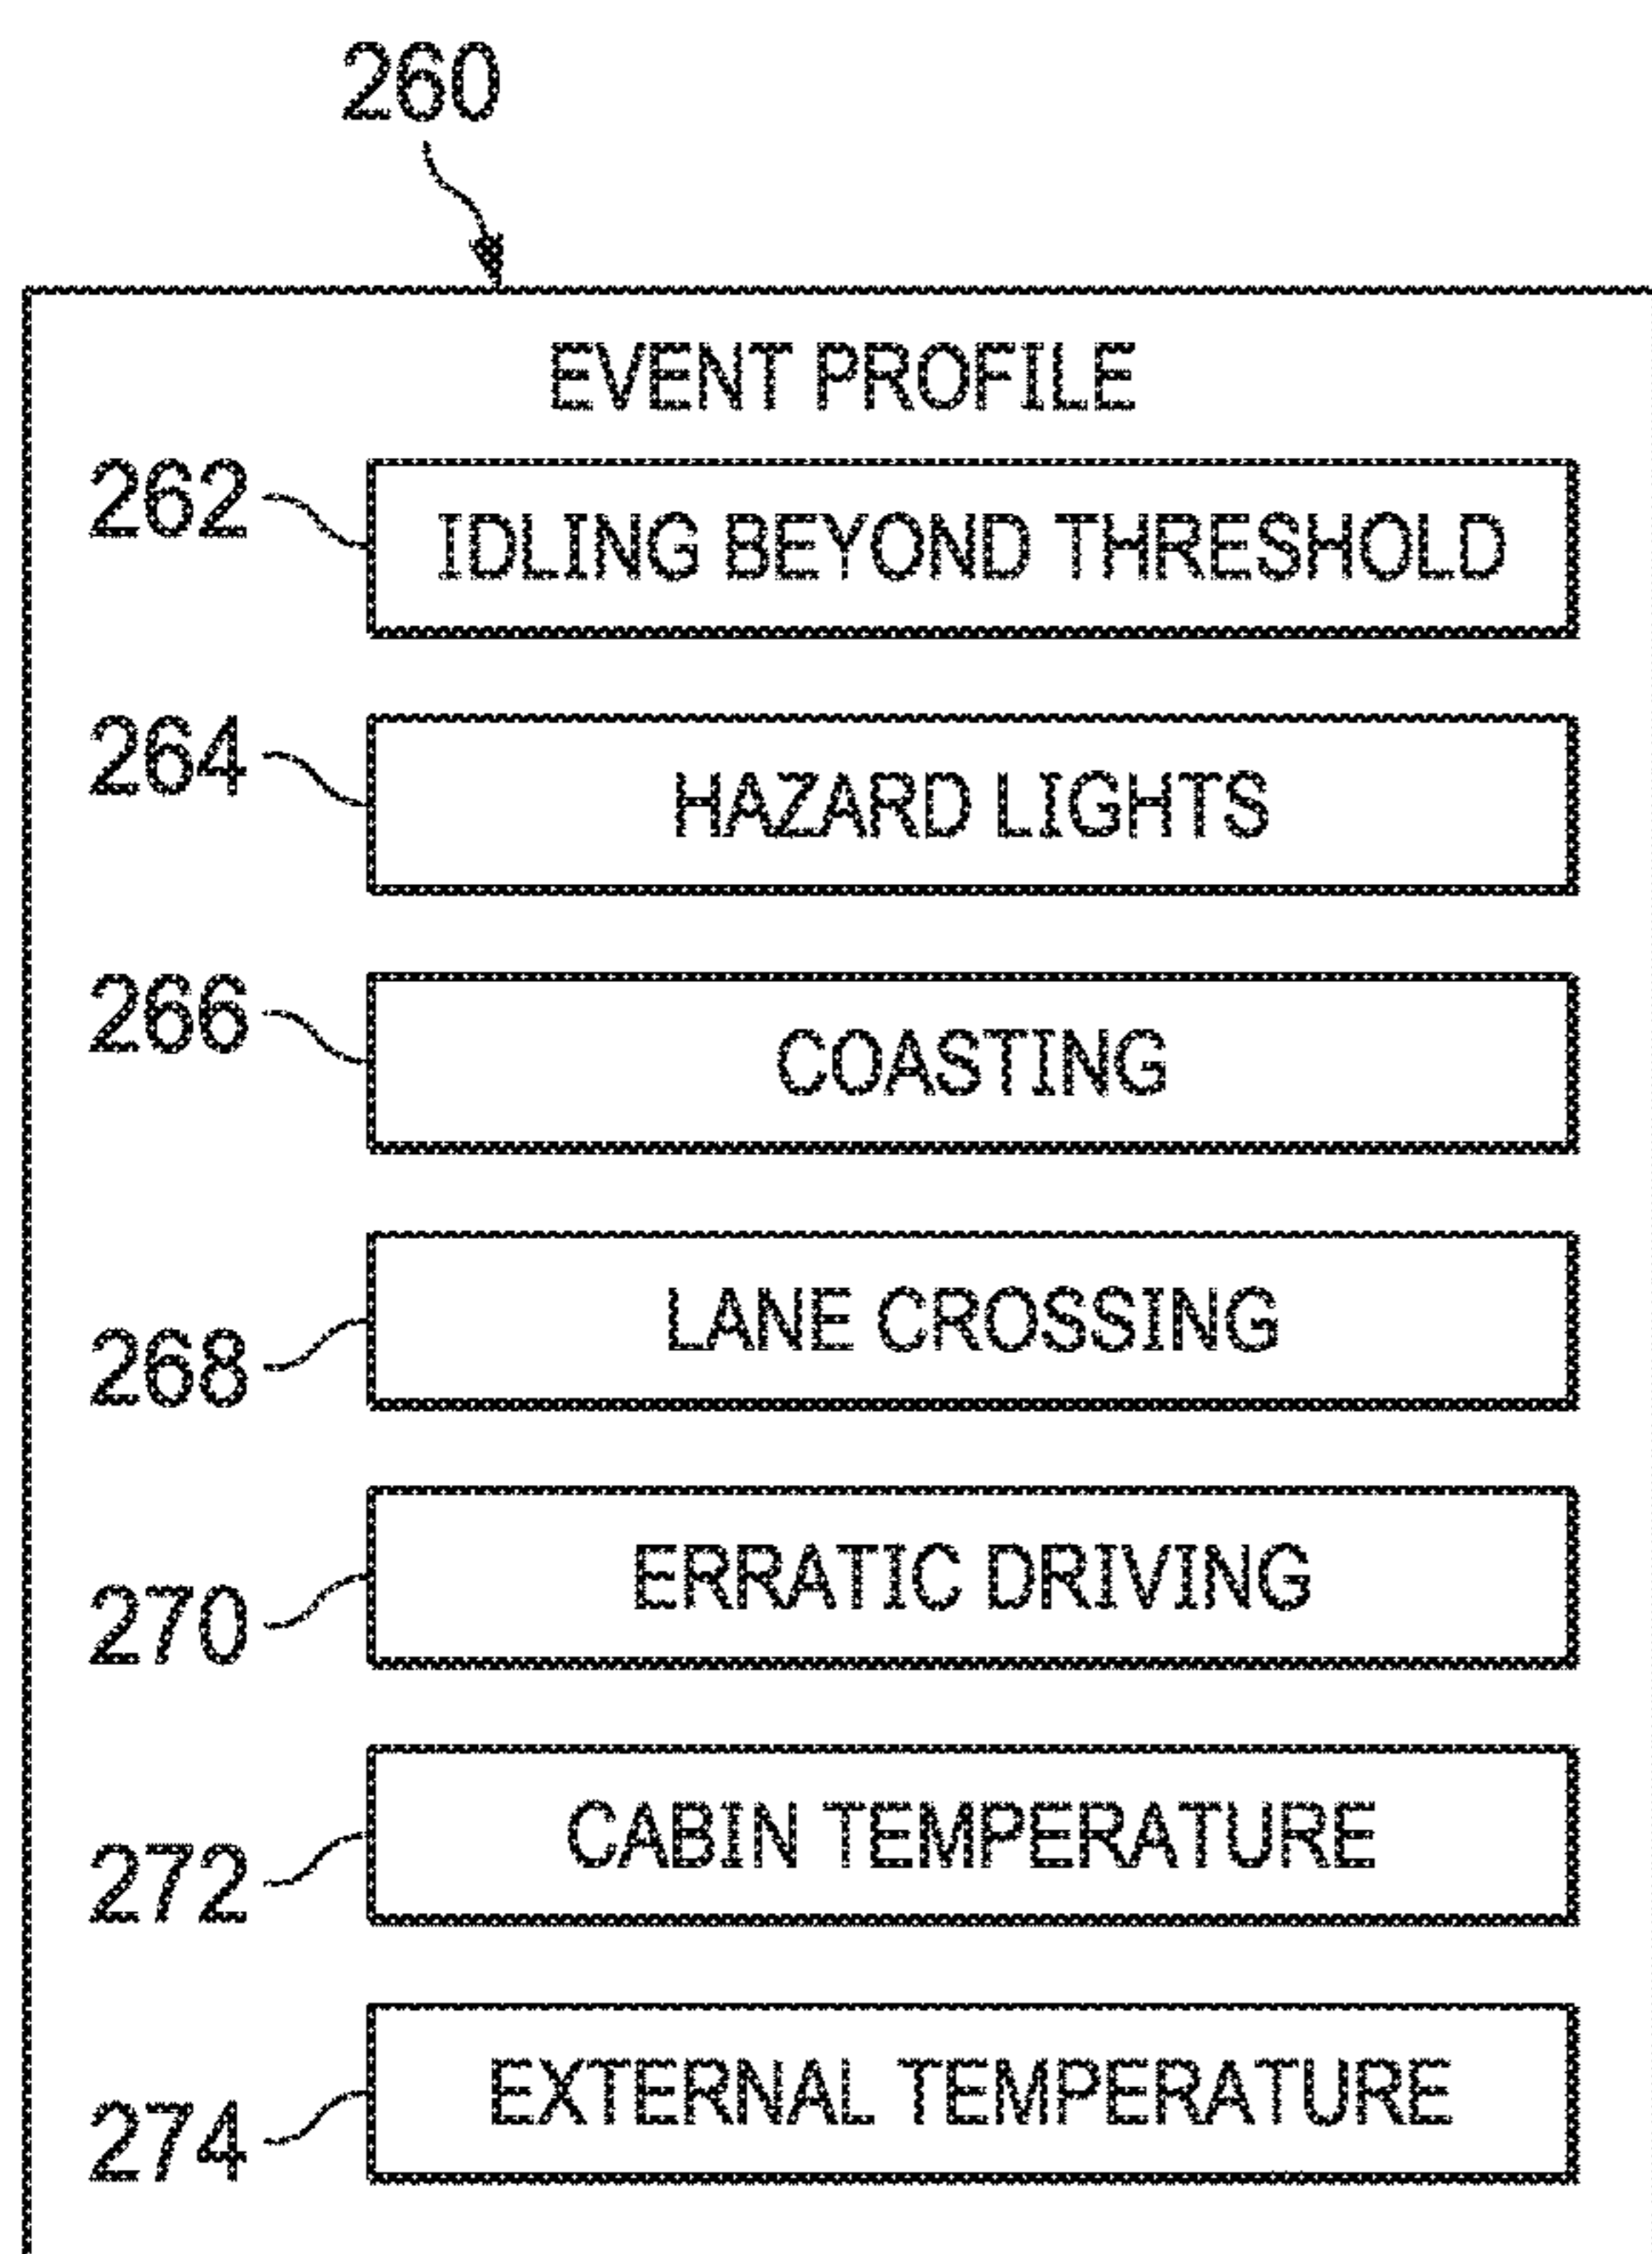 260
EVENT PROFILE
262 IDLING BEYOND THRESHOLD
264 HAZARD LIGHTS
266 COASTING
268 LANE CROSSING
270 ERRATIC DRIVING
272 CABIN TEMPERATURE
274 EXTERNAL TEMPERATURE